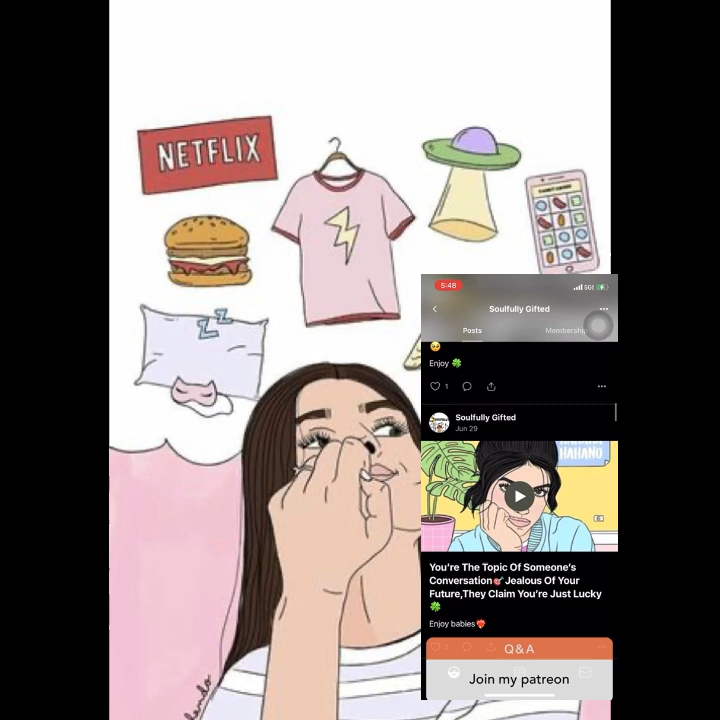 NETFLIX
Z Z
5:48
5G
Soulfully Gifted
Posts
Membership
Enjoy 🍀
1
Soulfully Gifted
Jun 29
You're The Topic Of Someone's
Conversation🎯 Jealous Of Your
Future,They Claim You're Just Lucky
🍀
Enjoy babies❤️‍🔥
Q&A
Join my patreon